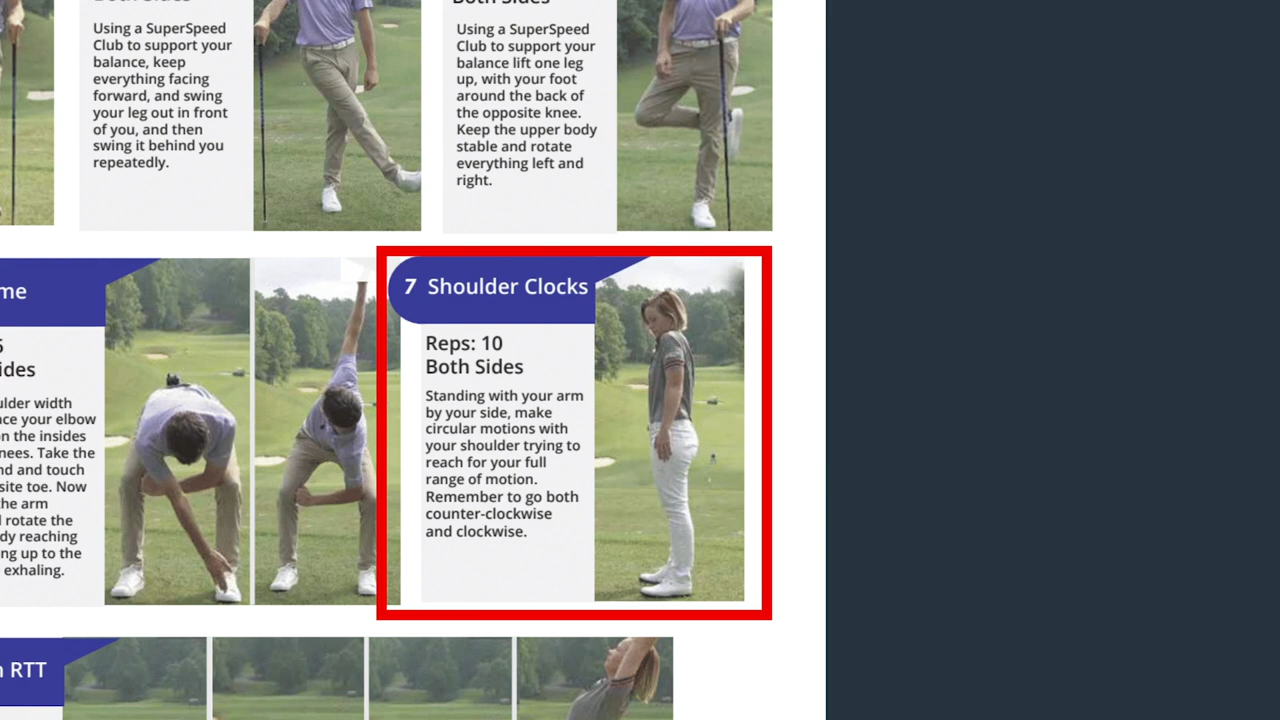 Both Sides
Using a SuperSpeed
Club to support your
balance, keep
everything facing
forward, and swing
your leg out in front
of you, and then
swing it behind you
repeatedly.
Both Sides
Using a SuperSpeed
Club to support your
balance lift one leg
up, with your foot
around the back of
the opposite knee.
Keep the upper body
stable and rotate
everything left and
right.
me
ides
ulder width
ace your elbow
on the insides
nees. Take the
nd and touch
site toe. Now
the arm
rotate the
dy reaching
ng up to the
exhaling.
7 Shoulder Clocks
Reps: 10
Both Sides
Standing with your arm
by your side, make
circular motions with
your shoulder trying to
reach for your full
range of motion.
Remember to go both
counter-clockwise
and clockwise.
RTT